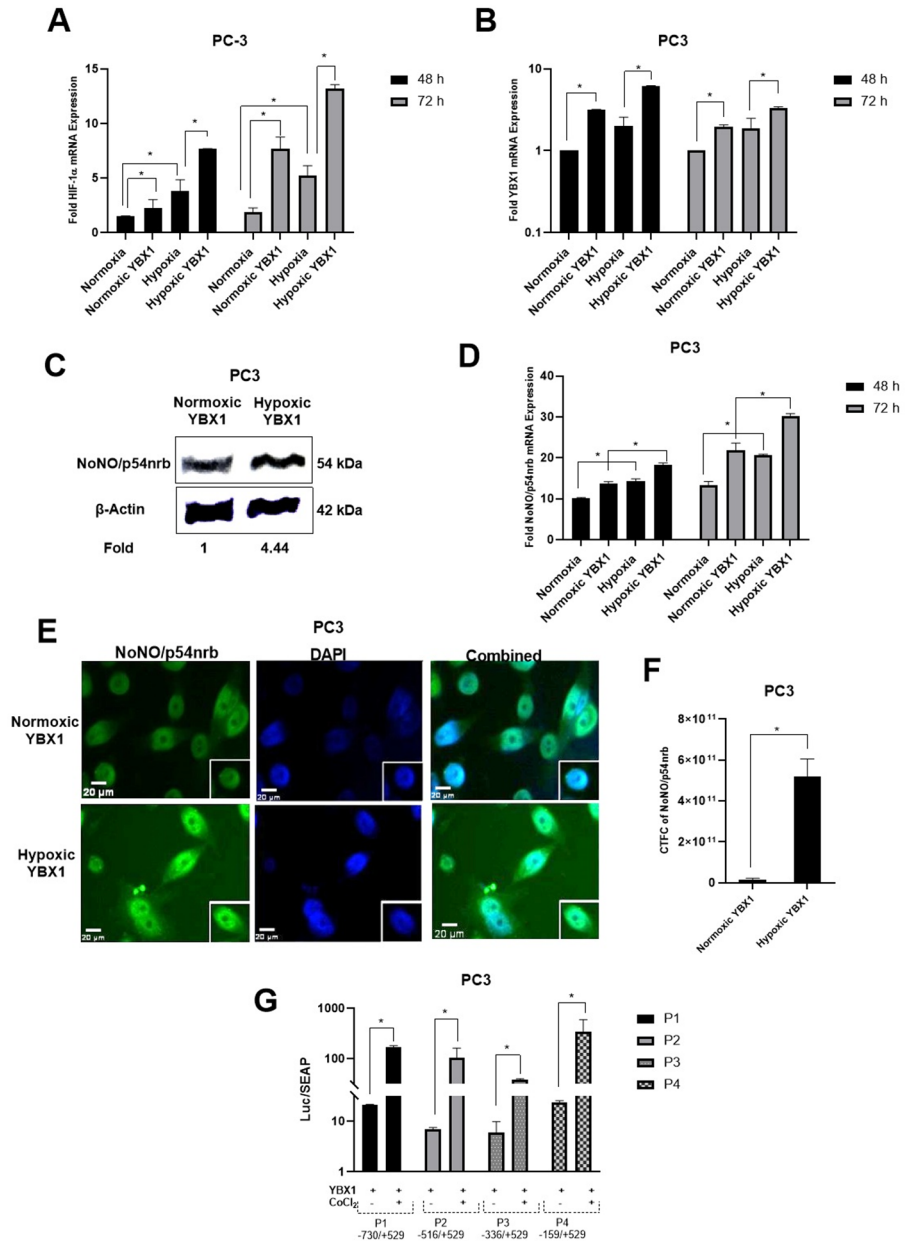 A
PC-3
Fold HIF-1α mRNA Expression
15
10
5
0
*
*
*
*
*
*
48 h
72 h
Normoxia
Normoxic YBX1
Hypoxia
Hypoxic YBX1
Normoxia
Normoxic YBX1
Hypoxia
Hypoxic YBX1
B
PC3
Fold YBX1 mRNA Expression
10
1
0.1
*
*
*
*
48 h
72 h
Normoxia
Normoxic YBX1
Hypoxia
Hypoxic YBX1
Normoxia
Normoxic YBX1
Hypoxia
Hypoxic YBX1
C
PC3
Normoxic Hypoxic
YBX1 YBX1
NoNO/p54nrb 54 kDa
β-Actin 42 kDa
Fold 1 4.44
D
PC3
Fold NoNO/p54nrb mRNA Expression
40
30
20
10
0
*
*
*
*
48 h
72 h
Normoxia
Normoxic YBX1
Hypoxia
Hypoxic YBX1
Normoxia
Normoxic YBX1
Hypoxia
Hypoxic YBX1
E
PC3
NoNO/p54nrb DAPI Combined
Normoxic
YBX1
20 µm 20 µm 20 µm
Hypoxic
YBX1
20 µm 20 µm 20 µm
F
PC3
CTFC of NoNO/p54nrb
8×10¹¹
6×10¹¹
4×10¹¹
2×10¹¹
0
*
Normoxic YBX1
Hypoxic YBX1
G
PC3
Luc/SEAP
1000
100
10
1
* * * *
P1
P2
P3
P4
YBX1 + + + + + + + +
CoCl₂ - + - + - + - +
P1 P2 P3 P4
-730/+529 -516/+529 -336/+529 -159/+529